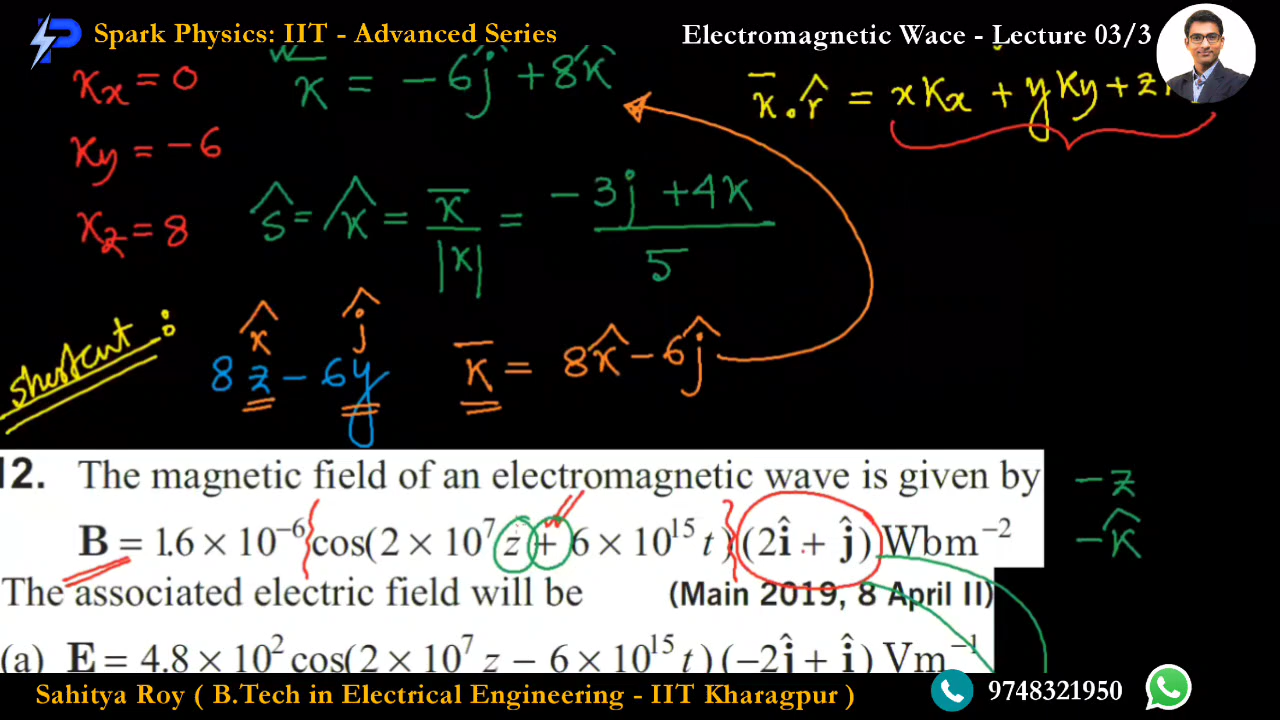 Spark Physics: IIT - Advanced Series
Electromagnetic Wace - Lecture 03/3
Kx = 0
K = -6ĵ + 8k̂
K̄ . r̂ = xKx + yKy + z
Ky = -6
Kz = 8
ŝ = k̂ = K̄/|K| = (-3j + 4k)/5
shortcut :
k̂ ĵ
8z - 6y
K̄ = 8k̂ - 6ĵ
12. The magnetic field of an electromagnetic wave is given by
B = 1.6 × 10⁻⁶ cos(2 × 10⁷ z + 6 × 10¹⁵ t) (2î + ĵ) Wbm⁻²
-z
-k̂
The associated electric field will be (Main 2019, 8 April II)
(a) E = 4.8 × 10² cos(2 × 10⁷ z − 6 × 10¹⁵ t)(−2ĵ + î) Vm⁻¹
Sahitya Roy ( B.Tech in Electrical Engineering - IIT Kharagpur )
9748321950